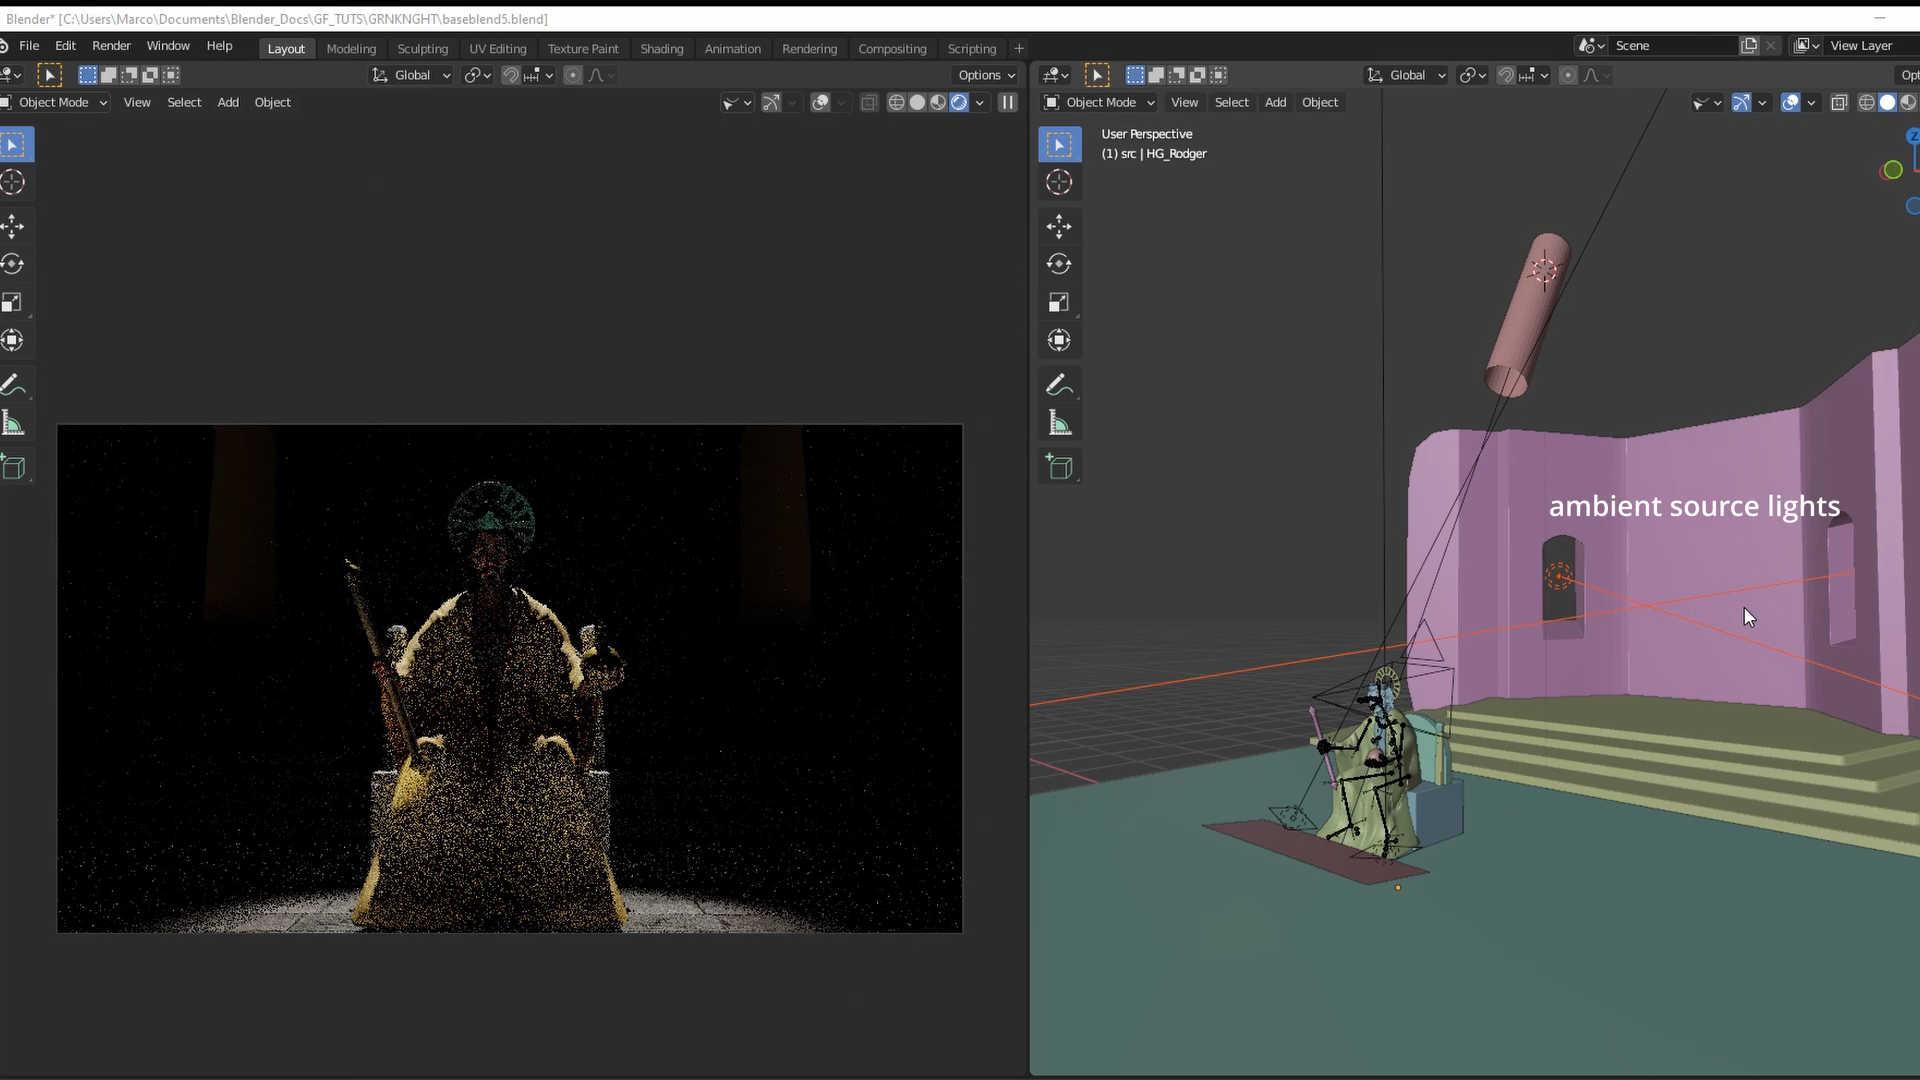 Blender* [C:\Users\Marco\Documents\Blender_Docs\GF_TUTS\GRNKNGHT\baseblend5.blend]
File Edit Render Window Help Layout Modeling Sculpting UV Editing Texture Paint Shading Animation Rendering Compositing Scripting + Scene View Layer
Global Options Global
Object Mode View Select Add Object Object Mode View Select Add Object
User Perspective
(1) src | HG_Rodger
Z
ambient source lights